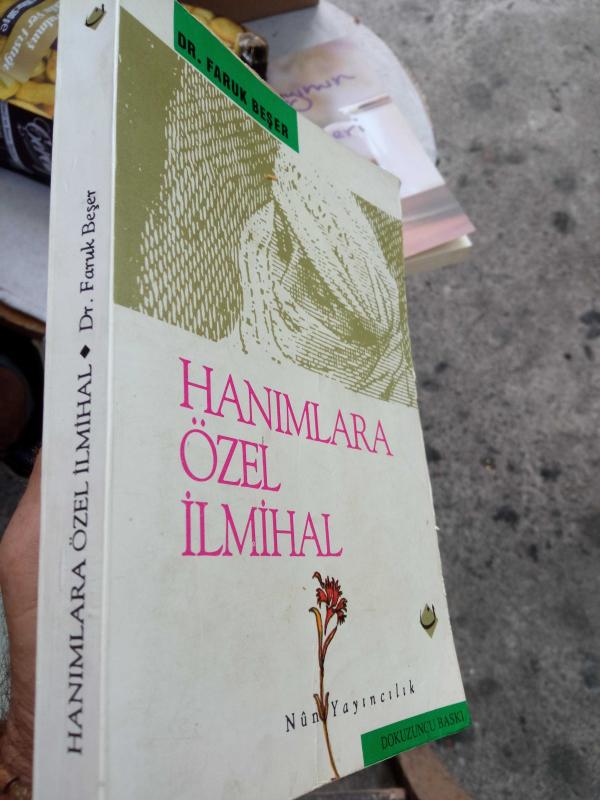 DR. FARUK BEŞER
HANIMLARA
ÖZEL
İLMİHAL
Nûn Yayıncılık
DOKUZUNCU BASKI
HANIMLARA ÖZEL İLMİHAL ◆ Dr. Faruk Beşer